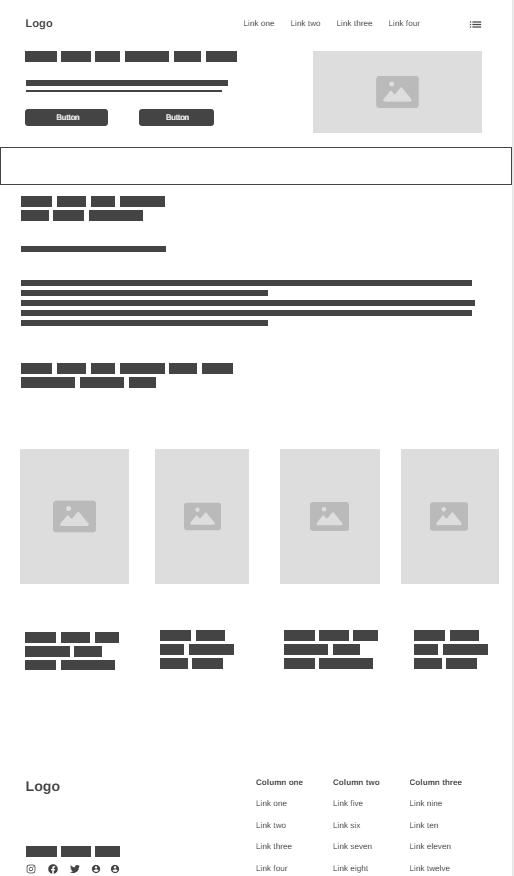 Logo
Link one Link two Link three Link four
Button Button
Logo
Column one Column two Column three
Link one Link five Link nine
Link two Link six Link ten
Link three Link seven Link eleven
Link four Link eight Link twelve